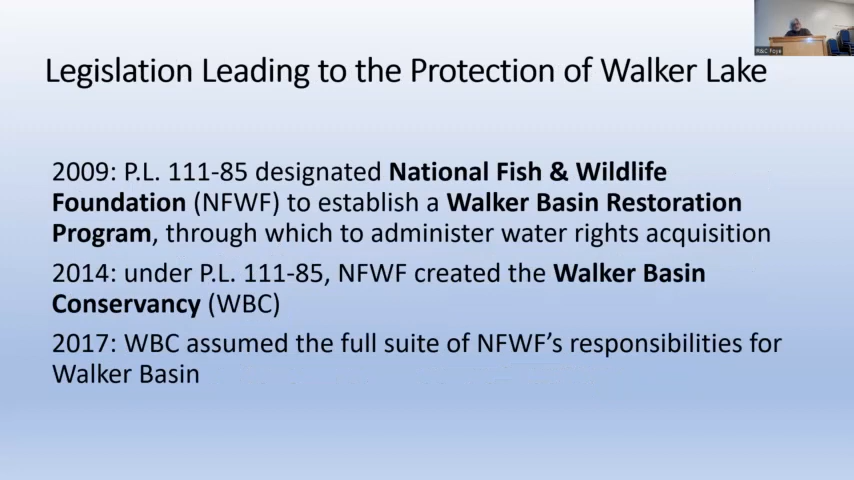 R&C Foye
Legislation Leading to the Protection of Walker Lake
2009: P.L. 111-85 designated National Fish & Wildlife
Foundation (NFWF) to establish a Walker Basin Restoration
Program, through which to administer water rights acquisition
2014: under P.L. 111-85, NFWF created the Walker Basin
Conservancy (WBC)
2017: WBC assumed the full suite of NFWF’s responsibilities for
Walker Basin